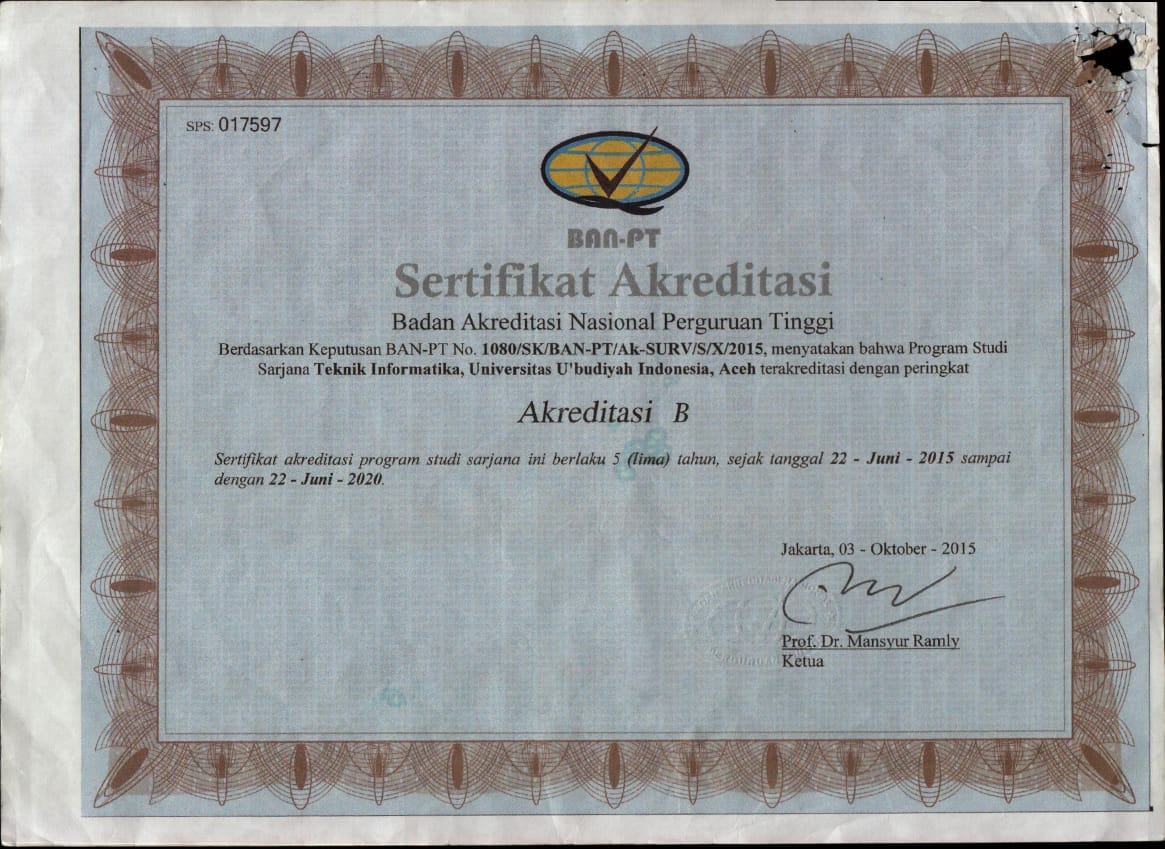 SPS: 017597
BAN-PT
Sertifikat Akreditasi
Badan Akreditasi Nasional Perguruan Tinggi
Berdasarkan Keputusan BAN-PT No. 1080/SK/BAN-PT/Ak-SURV/S/X/2015, menyatakan bahwa Program Studi
Sarjana Teknik Informatika, Universitas U'budiyah Indonesia, Aceh terakreditasi dengan peringkat
Akreditasi B
Sertifikat akreditasi program studi sarjana ini berlaku 5 (lima) tahun, sejak tanggal 22 - Juni - 2015 sampai
dengan 22 - Juni - 2020.
Jakarta, 03 - Oktober - 2015
Prof. Dr. Mansyur Ramly
Ketua